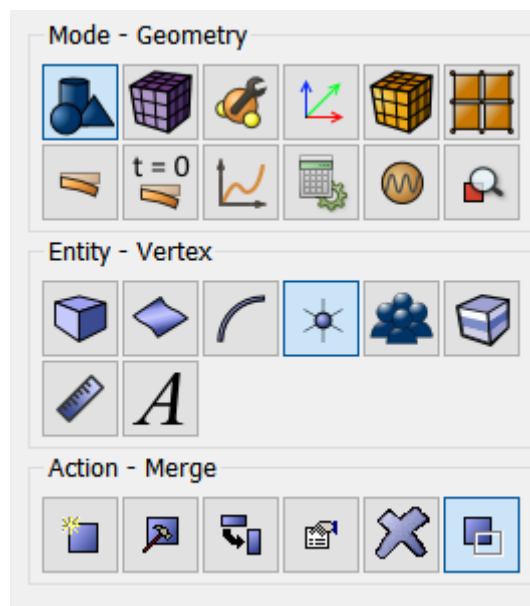 Mode - Geometry
t = 0
Entity - Vertex
A
Action - Merge